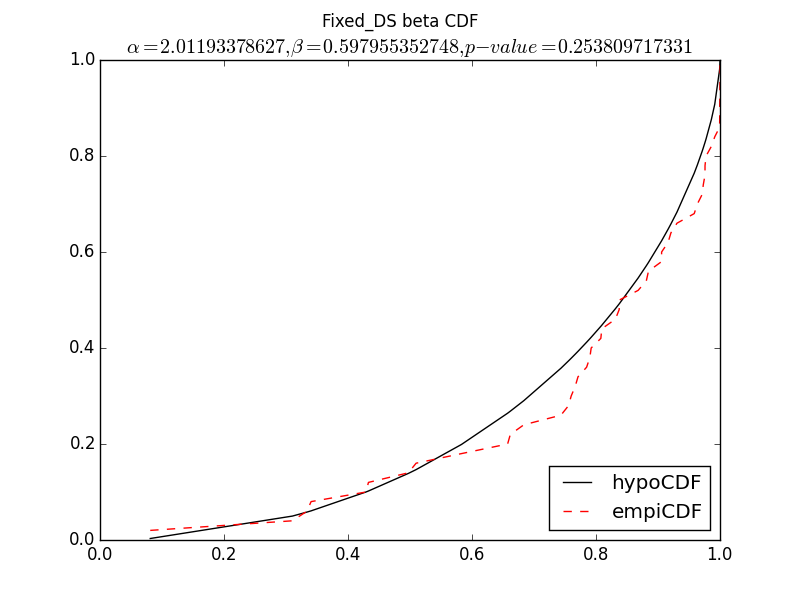 Fixed_DS beta CDF
α=2.01193378627,β=0.597955352748,p−value=0.253809717331
1.0
0.8
0.6
0.4
0.2
0.0
hypoCDF
empiCDF
0.0 0.2 0.4 0.6 0.8 1.0